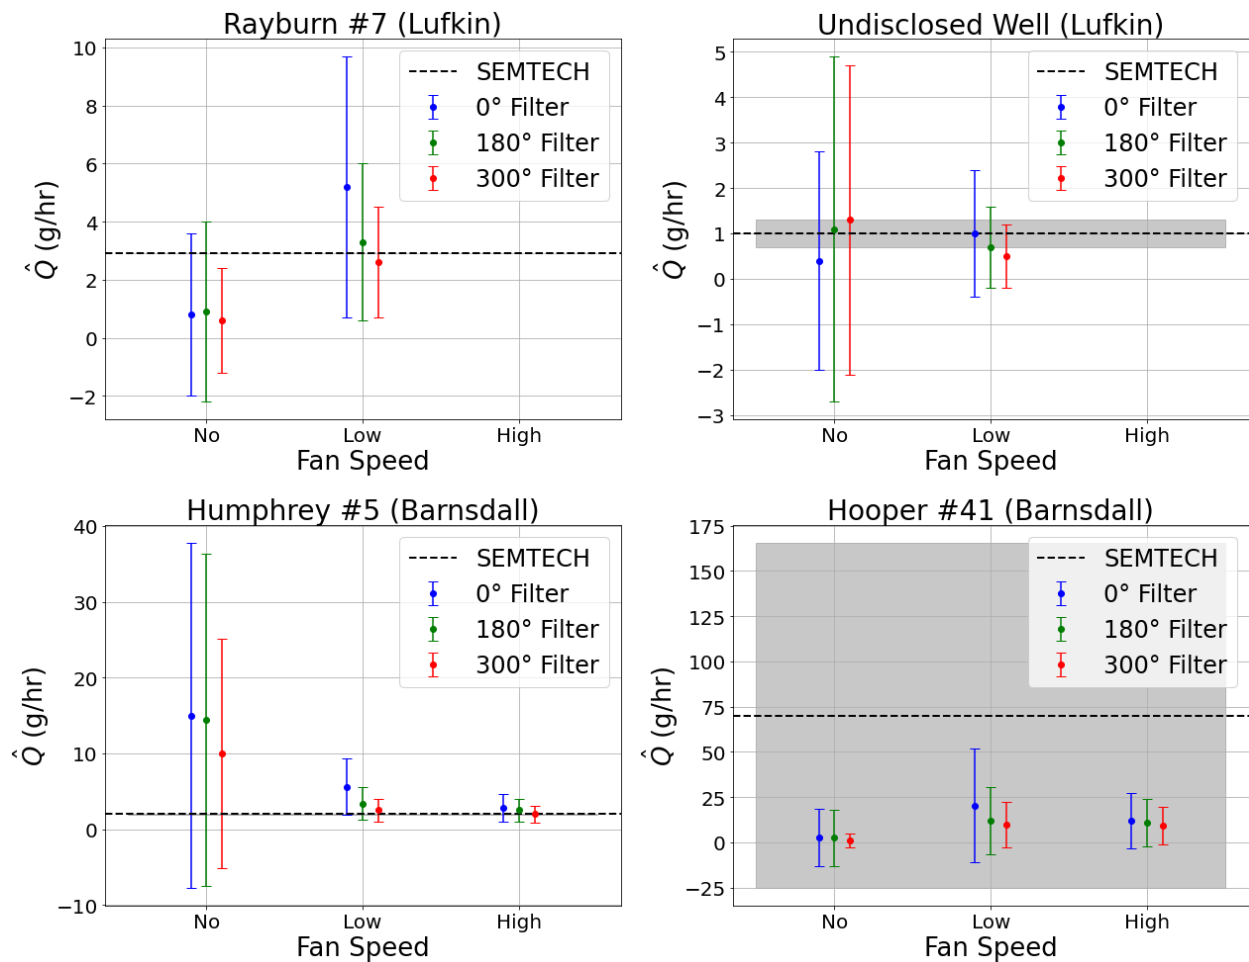 Rayburn #7 (Lufkin)
Q̂ (g/hr)
10
8
6
4
2
0
−2
SEMTECH
0° Filter
180° Filter
300° Filter
No Low High
Fan Speed
Undisclosed Well (Lufkin)
Q̂ (g/hr)
5
4
3
2
1
0
−1
−2
−3
SEMTECH
0° Filter
180° Filter
300° Filter
No Low High
Fan Speed
Humphrey #5 (Barnsdall)
Q̂ (g/hr)
40
30
20
10
0
−10
SEMTECH
0° Filter
180° Filter
300° Filter
No Low High
Fan Speed
Hooper #41 (Barnsdall)
Q̂ (g/hr)
175
150
125
100
75
50
25
0
−25
SEMTECH
0° Filter
180° Filter
300° Filter
No Low High
Fan Speed